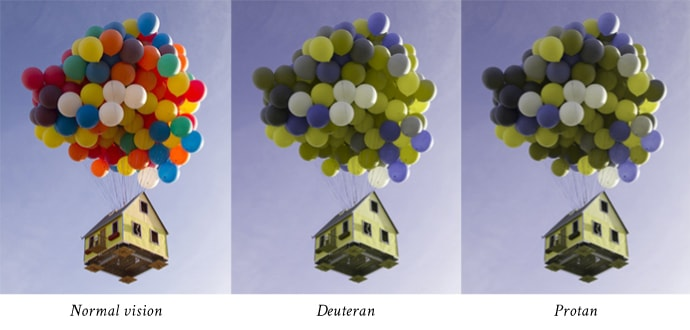 Normal vision
Deuteran
Protan